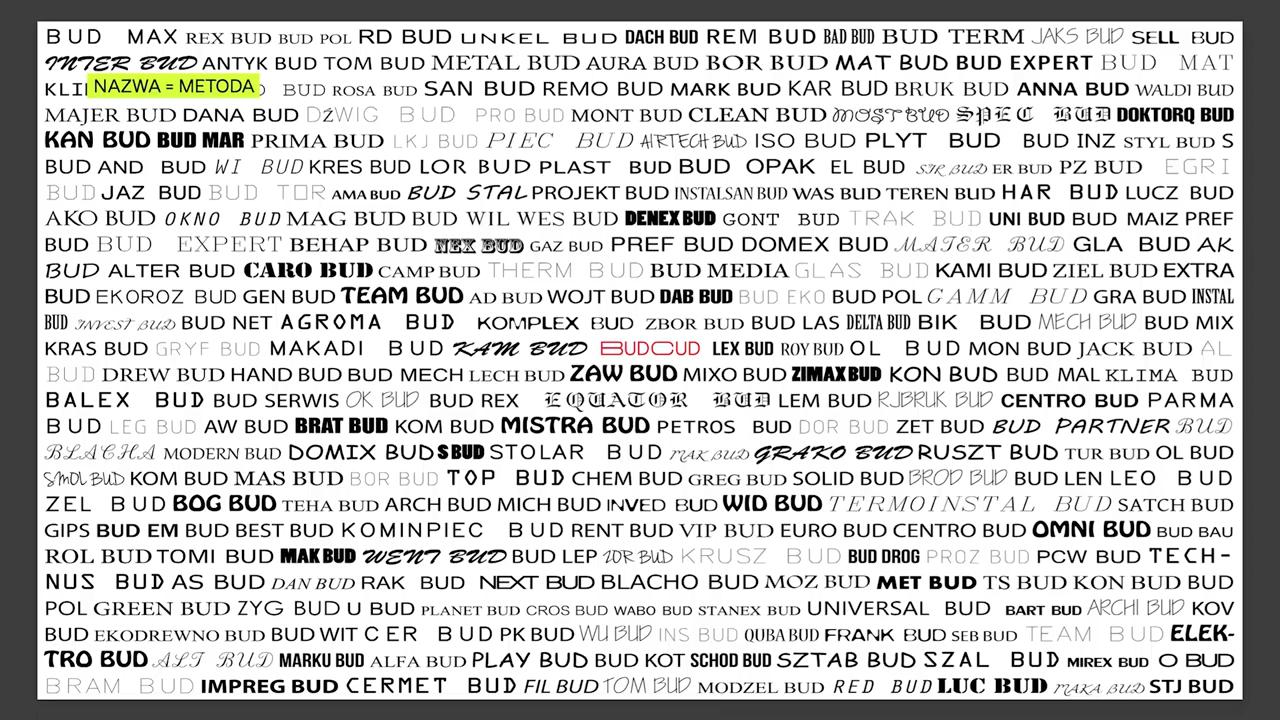 BUD MAX REX BUD BUD POL RD BUD UNKEL BUD DACH BUD REM BUD BAD BUD BUD TERM JAKS BUD SELL BUD
INTER BUD ANTYK BUD TOM BUD METAL BUD AURA BUD BOR BUD MAT BUD BUD EXPERT BUD MAT
NAZWA = METODA
BUD ROSA BUD SAN BUD REMO BUD MARK BUD KAR BUD BRUK BUD ANNA BUD WALDI BUD
MAJER BUD DANA BUD DźWIG BUD PRO BUD MONT BUD CLEAN BUD MOST BUD SPEC BUD DOKTORQ BUD
KAN BUD BUD MAR PRIMA BUD LKJ BUD PIEC BUD AIRTECH BUD ISO BUD PLYT BUD BUD INZ STYL BUD S
BUD AND BUD WI BUD KRES BUD LOR BUD PLAST BUD BUD OPAK EL BUD SIK BUD ER BUD PZ BUD EGRI
BUD JAZ BUD BUD TOR AMA BUD BUD STAL PROJEKT BUD INSTALSAN BUD WAS BUD TEREN BUD HAR BUD LUCZ BUD
AKO BUD OKNO BUD MAG BUD BUD WIL WES BUD DENEX BUD GONT BUD TRAK BUD UNI BUD BUD MAIZ PREF
BUD BUD EXPERT BEHAP BUD NEX BUD GAZ BUD PREF BUD DOMEX BUD MATER BUD GLA BUD AK
BUD ALTER BUD CARO BUD CAMP BUD THERM BUD BUD MEDIA GLAS BUD KAMI BUD ZIEL BUD EXTRA
BUD EKOROZ BUD GEN BUD TEAM BUD AD BUD WOJT BUD DAB BUD BUD EKO BUD POL GAMM BUD GRA BUD INSTAL
BUD INVEST BUD BUD NET AGROMA BUD KOMPLEX BUD ZBOR BUD BUD LAS DELTA BUD BIK BUD MECH BUD BUD MIX
KRAS BUD GRYF BUD MAKADI BUD KAM BUD BUDCUD LEX BUD ROY BUD OL BUD MON BUD JACK BUD AL
BUD DREW BUD HAND BUD BUD MECH LECH BUD ZAW BUD MIXO BUD ZIMAX BUD KON BUD BUD MAL KLIMA BUD
BALEX BUD BUD SERWIS OK BUD BUD REX EQUATOR BUD LEM BUD RJBRUK BUD CENTRO BUD PARMA
BUD LEG BUD AW BUD BRAT BUD KOM BUD MISTRA BUD PETROS BUD DOR BUD ZET BUD BUD PARTNER BUD
BLACHA MODERN BUD DOMIX BUD S BUD STOLAR BUD MAK BUD GRAKO BUD RUSZT BUD TUR BUD OL BUD
SMOL BUD KOM BUD MAS BUD BOR BUD TOP BUD CHEM BUD GREG BUD SOLID BUD BROD BUD BUD LEN LEO BUD
ZEL BUD BOG BUD TEHA BUD ARCH BUD MICH BUD INVED BUD WID BUD TERMOINSTAL BUD SATCH BUD
GIPS BUD EM BUD BEST BUD KOMINPIEC BUD RENT BUD VIP BUD EURO BUD CENTRO BUD OMNI BUD BUD BAU
ROL BUD TOMI BUD MAK BUD WENT BUD BUD LEP IZOR BUD KRUSZ BUD BUD DROG PROZ BUD PCW BUD TECH-
NUS BUD AS BUD DAN BUD RAK BUD NEXT BUD BLACHO BUD MOZ BUD MET BUD TS BUD KON BUD BUD
POL GREEN BUD ZYG BUD U BUD PLANET BUD CROS BUD WABO BUD STANEX BUD UNIVERSAL BUD BART BUD ARCHI BUD KOV
BUD EKODREWNO BUD BUD WIT CER BUD PK BUD WU BUD INS BUD QUBA BUD FRANK BUD SEB BUD TEAM BUD ELEK-
TRO BUD ALT BUD MARKU BUD ALFA BUD PLAY BUD BUD KOT SCHOD BUD SZTAB BUD SZAL BUD MIREX BUD O BUD
BRAM BUD IMPREG BUD CERMET BUD FIL BUD TOM BUD MODZEL BUD RED BUD LUC BUD MAKA BUD STJ BUD